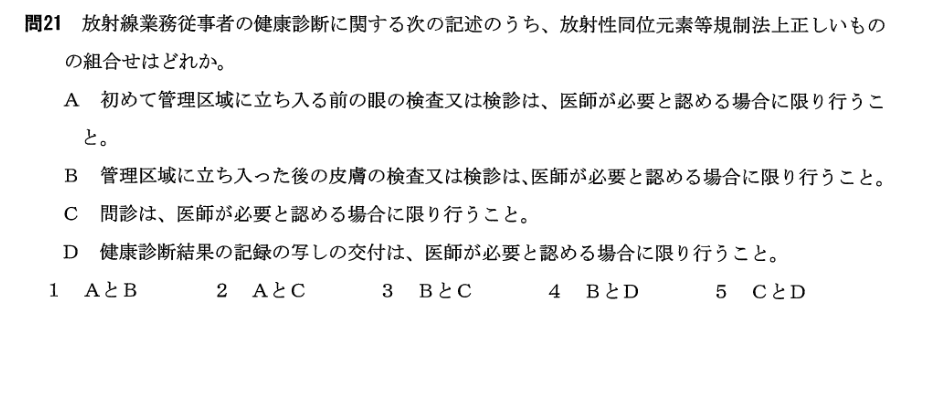 問21　放射線業務従事者の健康診断に関する次の記述のうち、放射性同位元素等規制法上正しいもの
の組合せはどれか。
A　初めて管理区域に立ち入る前の眼の検査又は検診は、医師が必要と認める場合に限り行うこ
と。
B　管理区域に立ち入った後の皮膚の検査又は検診は、医師が必要と認める場合に限り行うこと。
C　問診は、医師が必要と認める場合に限り行うこと。
D　健康診断結果の記録の写しの交付は、医師が必要と認める場合に限り行うこと。
1　AとB　2　AとC　3　BとC　4　BとD　5　CとD